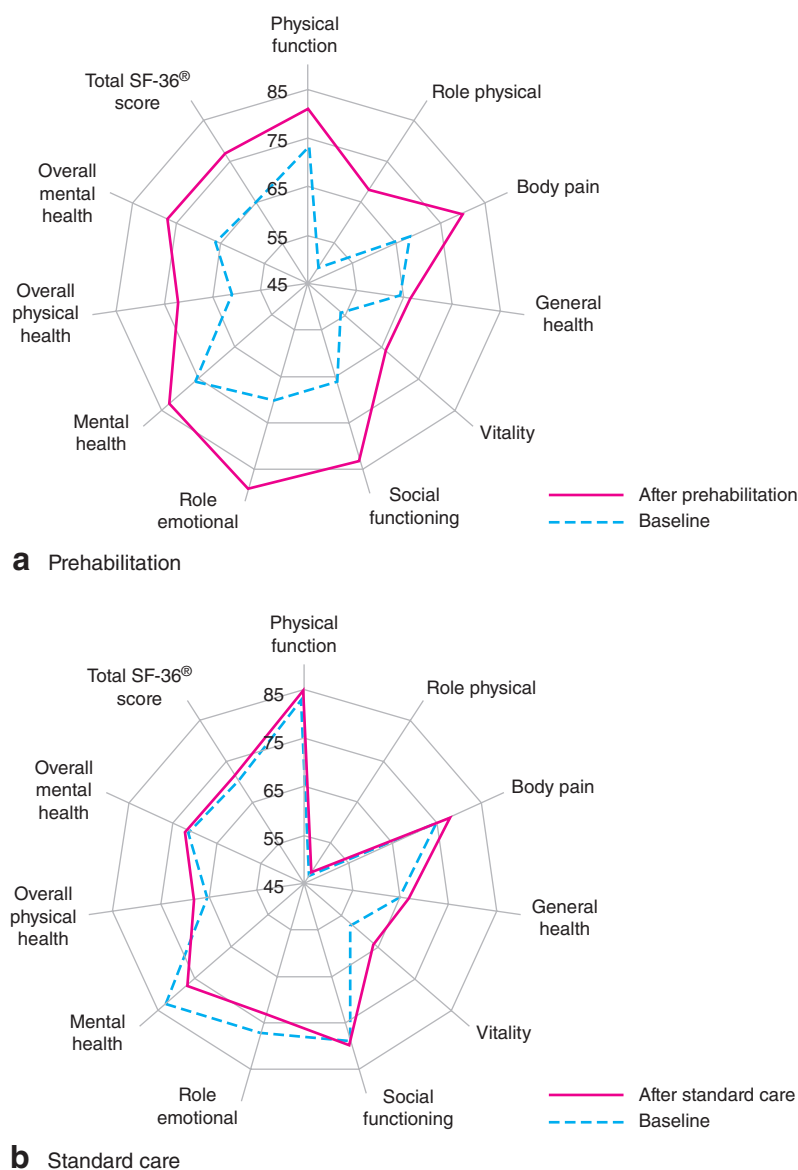 Physical
function
Total SF-36®
score
Role physical
85
Overall
mental
health
75
Body pain
65
55
45
Overall
physical
health
General
health
Mental
health
Vitality
Role
emotional
Social
functioning
After prehabilitation
Baseline
a Prehabilitation
Physical
function
Total SF-36®
score
Role physical
85
Overall
mental
health
75
Body pain
65
55
45
Overall
physical
health
General
health
Mental
health
Vitality
Role
emotional
Social
functioning
After standard care
Baseline
b Standard care